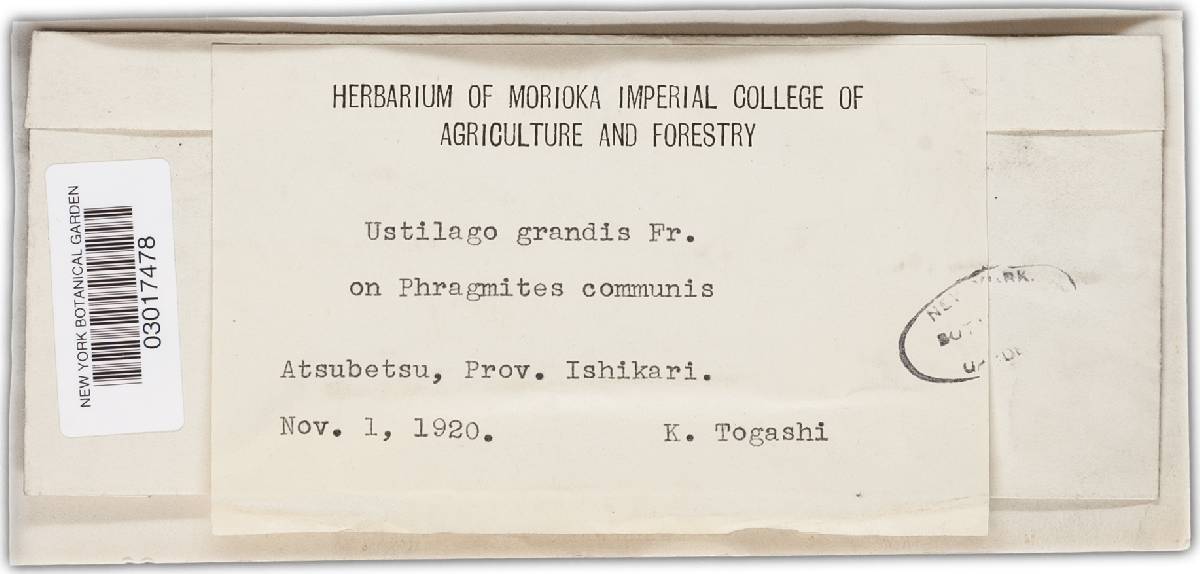 HERBARIUM OF MORIOKA IMPERIAL COLLEGE OF
AGRICULTURE AND FORESTRY
Ustilago grandis Fr.
on Phragmites communis
Atsubetsu, Prov. Ishikari.
Nov. 1, 1920. K. Togashi
NEW YORK BOTANICAL GARDEN
03017478